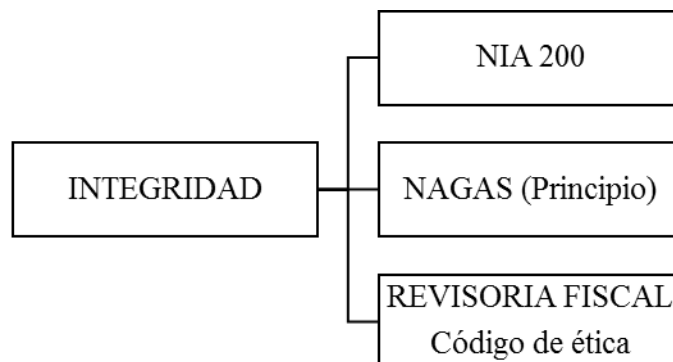 NIA 200
INTEGRIDAD
NAGAS (Principio)
REVISORIA FISCAL
Código de ética